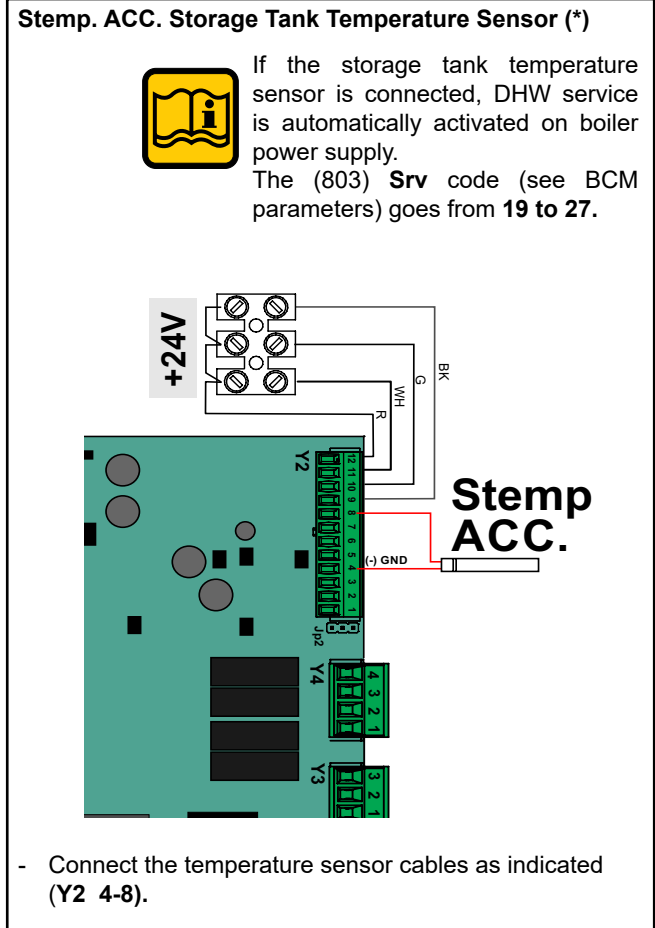 Stemp. ACC. Storage Tank Temperature Sensor (*)
If the storage tank temperature
sensor is connected, DHW service
is automatically activated on boiler
power supply.
The (803) Srv code (see BCM
parameters) goes from 19 to 27.
+24V
BK
G
WH
R
Y2
12
11
10
9
8
7
6
5
4
3
2
1
Stemp
ACC.
(-) GND
Jp2
Y4
4
3
2
1
Y3
3
2
1
- Connect the temperature sensor cables as indicated
(Y2 4-8).